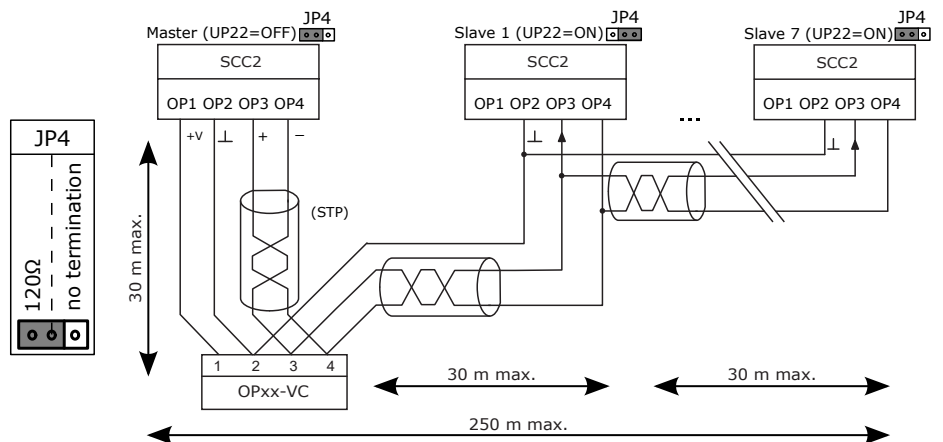 JP4
Master (UP22=OFF)
JP4
Slave 1 (UP22=ON)
JP4
Slave 7 (UP22=ON)
SCC2
SCC2
SCC2
OP1 OP2 OP3 OP4
OP1 OP2 OP3 OP4
OP1 OP2 OP3 OP4
...
+V ⊥ + −
⊥
⊥
JP4
120Ω
no termination
(STP)
30 m max.
1 2 3 4
OPxx-VC
30 m max.
30 m max.
250 m max.